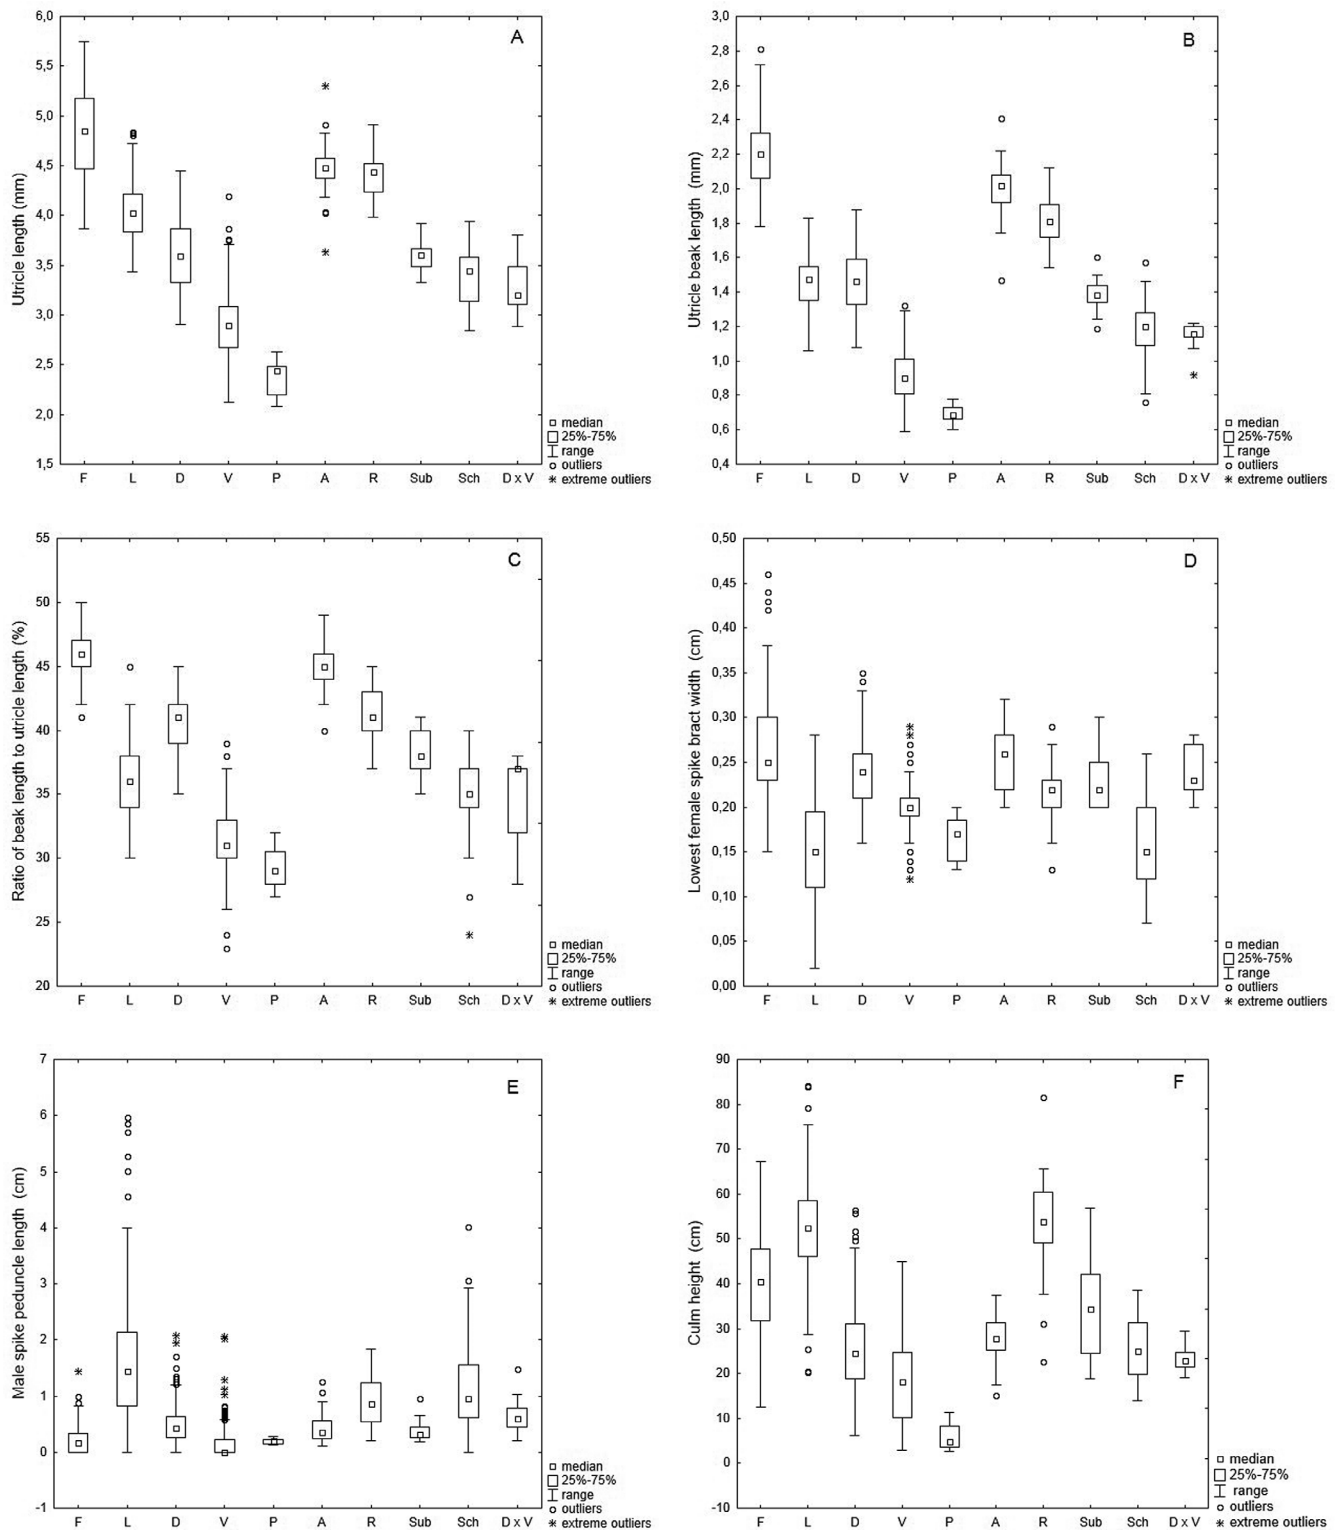 A
Utricle length (mm)
6,0
5,5
5,0
4,5
4,0
3,5
3,0
2,5
2,0
1,5
F L D V P A R Sub Sch D x V
median
25%-75%
range
outliers
extreme outliers
B
Utricle beak length (mm)
3,0
2,8
2,6
2,4
2,2
2,0
1,8
1,6
1,4
1,2
1,0
0,8
0,6
0,4
F L D V P A R Sub Sch D x V
median
25%-75%
range
outliers
extreme outliers
C
Ratio of beak length to utricle length (%)
55
50
45
40
35
30
25
20
F L D V P A R Sub Sch D x V
median
25%-75%
range
outliers
extreme outliers
D
Lowest female spike bract width (cm)
0,50
0,45
0,40
0,35
0,30
0,25
0,20
0,15
0,10
0,05
0,00
F L D V P A R Sub Sch D x V
median
25%-75%
range
outliers
extreme outliers
E
Male spike peduncle length (cm)
7
6
5
4
3
2
1
0
-1
F L D V P A R Sub Sch D x V
median
25%-75%
range
outliers
extreme outliers
F
Culm height (cm)
90
80
70
60
50
40
30
20
10
0
-10
F L D V P A R Sub Sch D x V
median
25%-75%
range
outliers
extreme outliers